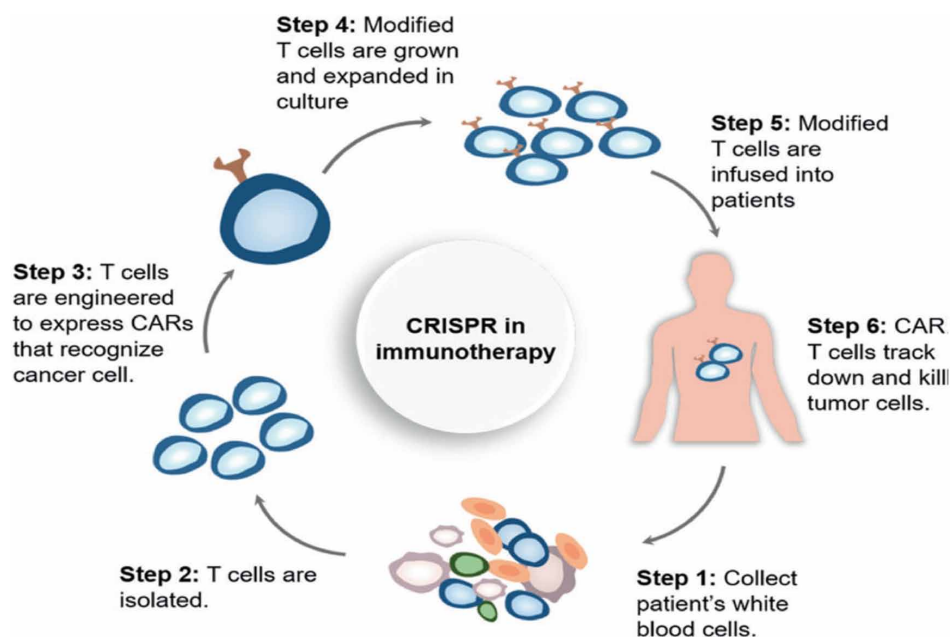 Step 4: Modified
T cells are grown
and expanded in
culture
Step 5: Modified
T cells are
infused into
patients
Step 3: T cells
are engineered
to express CARs
that recognize
cancer cell.
CRISPR in
immunotherapy
Step 6: CAR
T cells track
down and kill
tumor cells.
Step 2: T cells are
isolated.
Step 1: Collect
patient's white
blood cells.